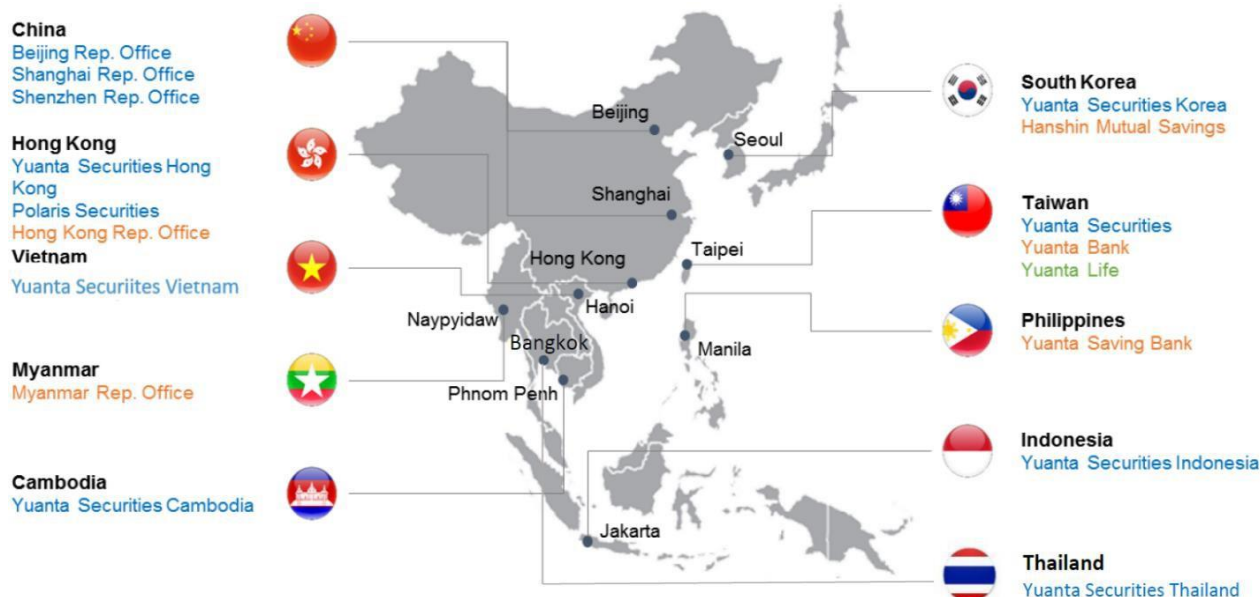 China
Beijing Rep. Office
Shanghai Rep. Office
Shenzhen Rep. Office
Hong Kong
Yuanta Securities Hong
Kong
Polaris Securities
Hong Kong Rep. Office
Vietnam
Yuanta Securiites Vietnam
Myanmar
Myanmar Rep. Office
Cambodia
Yuanta Securities Cambodia
Beijing
Seoul
Shanghai
Taipei
Hong Kong
Hanoi
Naypyidaw
Bangkok
Manila
Phnom Penh
Jakarta
South Korea
Yuanta Securities Korea
Hanshin Mutual Savings
Taiwan
Yuanta Securities
Yuanta Bank
Yuanta Life
Philippines
Yuanta Saving Bank
Indonesia
Yuanta Securities Indonesia
Thailand
Yuanta Securities Thailand